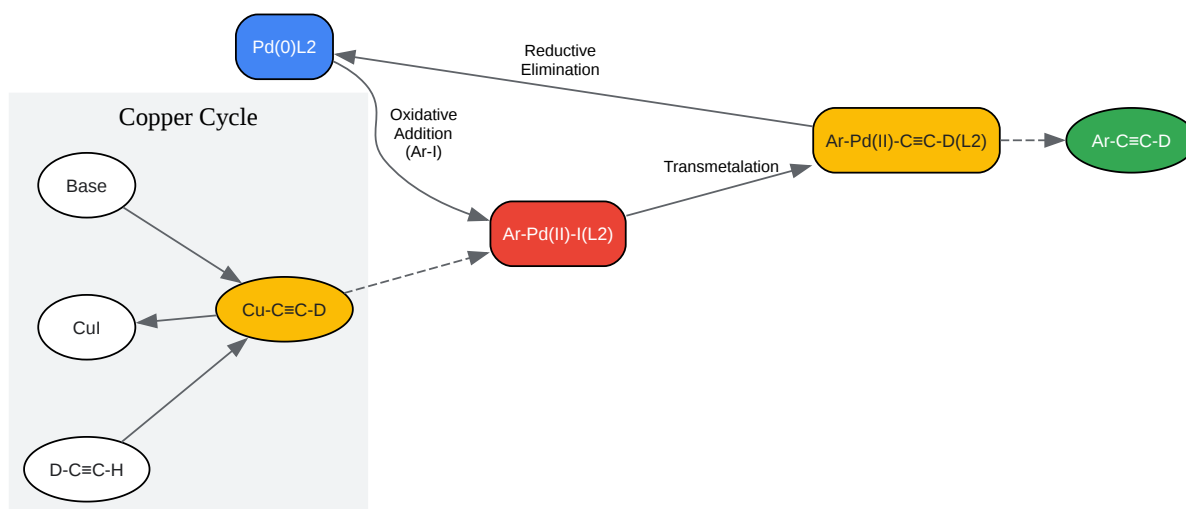 Pd(0)L2
Reductive
Elimination
Copper Cycle
Oxidative
Addition
(Ar-I)
Ar-Pd(II)-C≡C-D(L2)
Ar-C≡C-D
Transmetalation
Base
Ar-Pd(II)-I(L2)
Cu-C≡C-D
CuI
D-C≡C-H